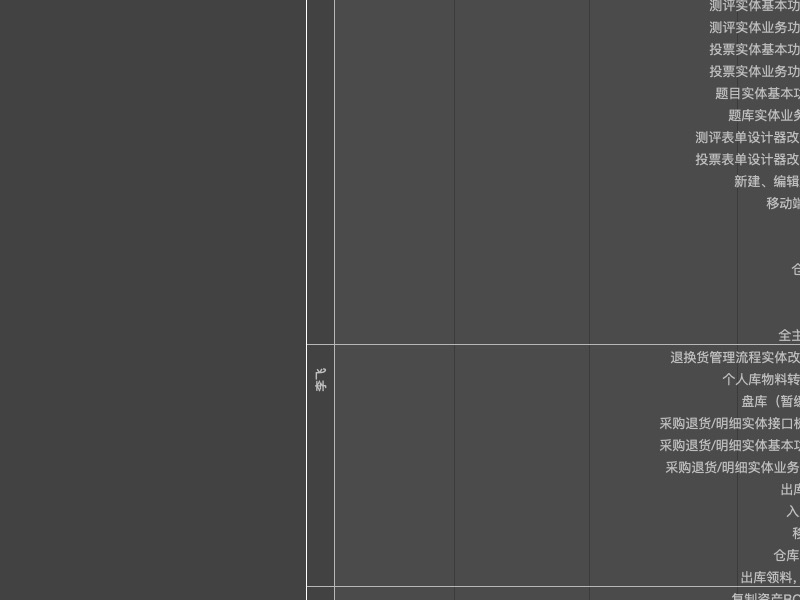 测评实体基本功
测评实体业务功
投票实体基本功
投票实体业务功
题目实体基本功
题库实体业务
测评表单设计器改
投票表单设计器改
新建、编辑
移动端
仓
全主
李飞
退换货管理流程实体改
个人库物料转
盘库（暂缓
采购退货/明细实体接口极
采购退货/明细实体基本功
采购退货/明细实体业务
出库
入
移
仓库
出库领料,
复制资产BO